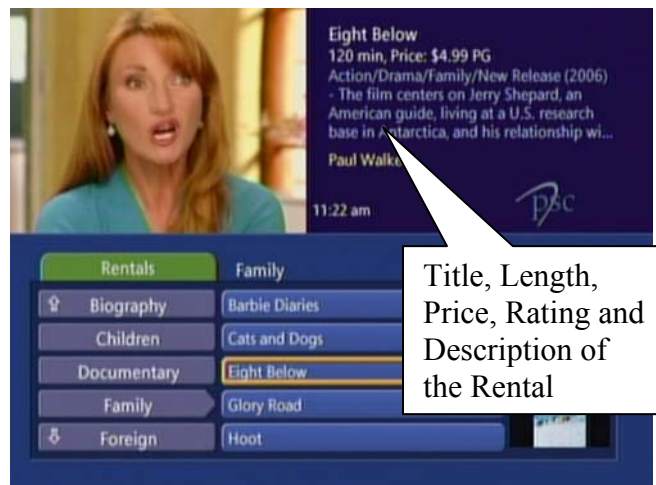 Eight Below
120 min, Price: $4.99 PG
Action/Drama/Family/New Release (2006)
- The film centers on Jerry Shepard, an
American guide, living at a U.S. research
base in Antarctica, and his relationship wi...
Paul Walke
11:22 am
psc
Title, Length,
Price, Rating and
Description of
the Rental
Rentals
Family
Biography
Barbie Diaries
Children
Cats and Dogs
Documentary
Eight Below
Family
Glory Road
Foreign
Hoot